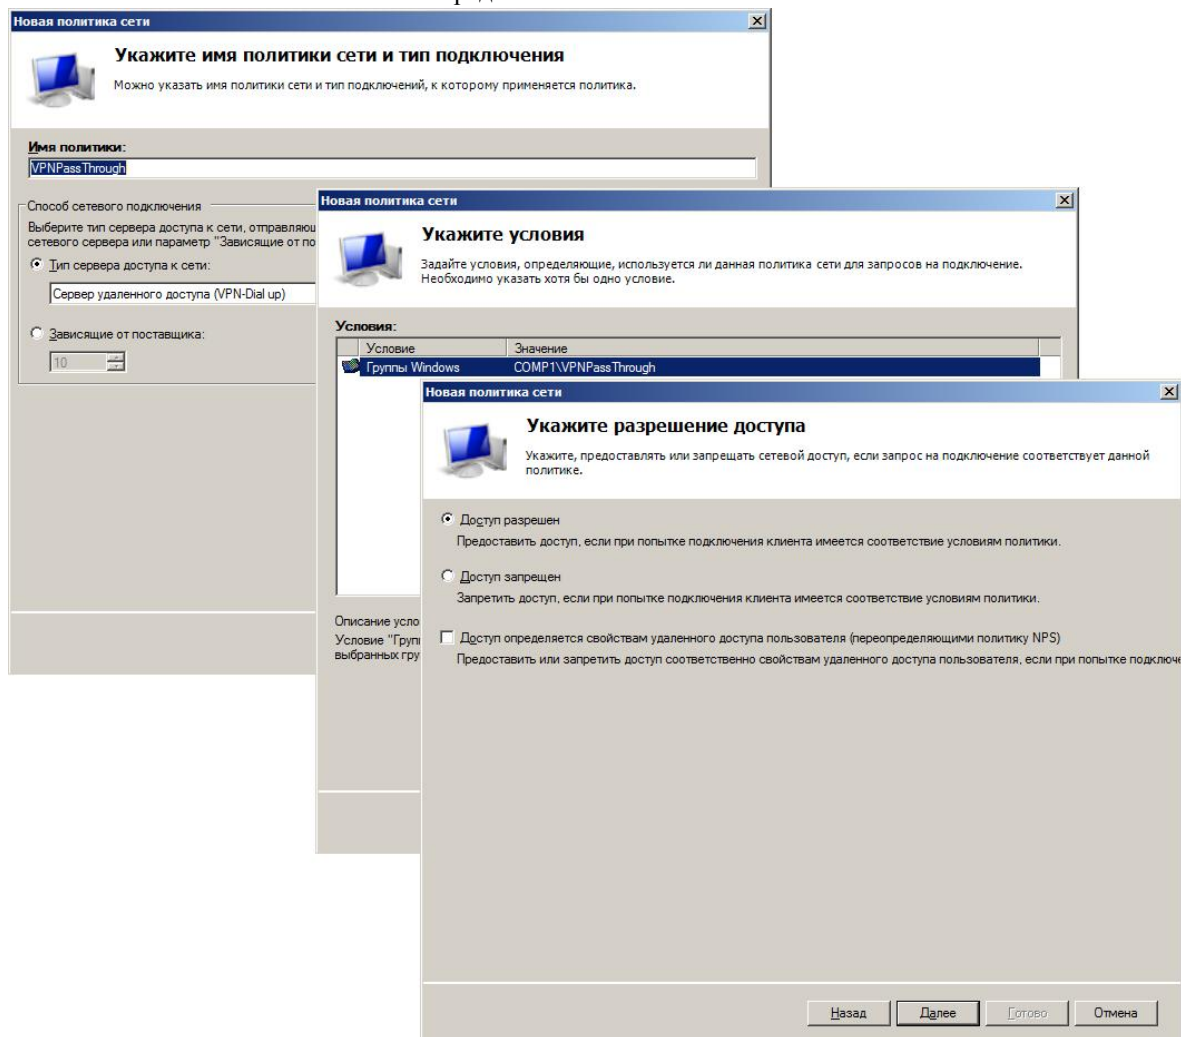 Новая политика сети
Укажите имя политики сети и тип подключения
Можно указать имя политики сети и тип подключений, к которому применяется политика.
Имя политики:
VPNPassThrough
Способ сетевого подключения
Выберите тип сервера доступа к сети, отправляющ
сетевого сервера или параметр "Зависящие от по
Тип сервера доступа к сети:
Сервер удаленного доступа (VPN-Dial up)
Зависящие от поставщика:
10
Новая политика сети
Укажите условия
Задайте условия, определяющие, используется ли данная политика сети для запросов на подключение.
Необходимо указать хотя бы одно условие.
Условия:
Условие Значение
Группы Windows COMP1\VPNPassThrough
Описание усло
Условие "Груп
выбранных гру
Новая политика сети
Укажите разрешение доступа
Укажите, предоставлять или запрещать сетевой доступ, если запрос на подключение соответствует данной
политике.
Доступ разрешен
Предоставить доступ, если при попытке подключения клиента имеется соответствие условиям политики.
Доступ запрещен
Запретить доступ, если при попытке подключения клиента имеется соответствие условиям политики.
Доступ определяется свойствам удаленного доступа пользователя (переопределяющими политику NPS)
Предоставить или запретить доступ соответственно свойствам удаленного доступа пользователя, если при попытке подключе
Назад
Далее
Готово
Отмена